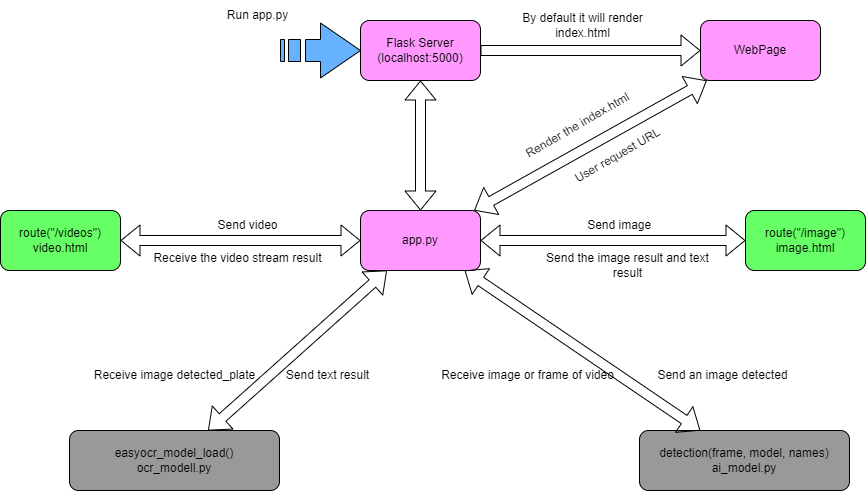 Run app.py
Flask Server
(localhost:5000)
By default it will render
index.html
WebPage
Render the index.html
User request URL
route("/videos")
video.html
Send video
Receive the video stream result
app.py
Send image
Send the image result and text
result
route("/image")
image.html
Receive image detected_plate
Send text result
Receive image or frame of video
Send an image detected
easyocr_model_load()
ocr_modell.py
detection(frame, model, names)
ai_model.py